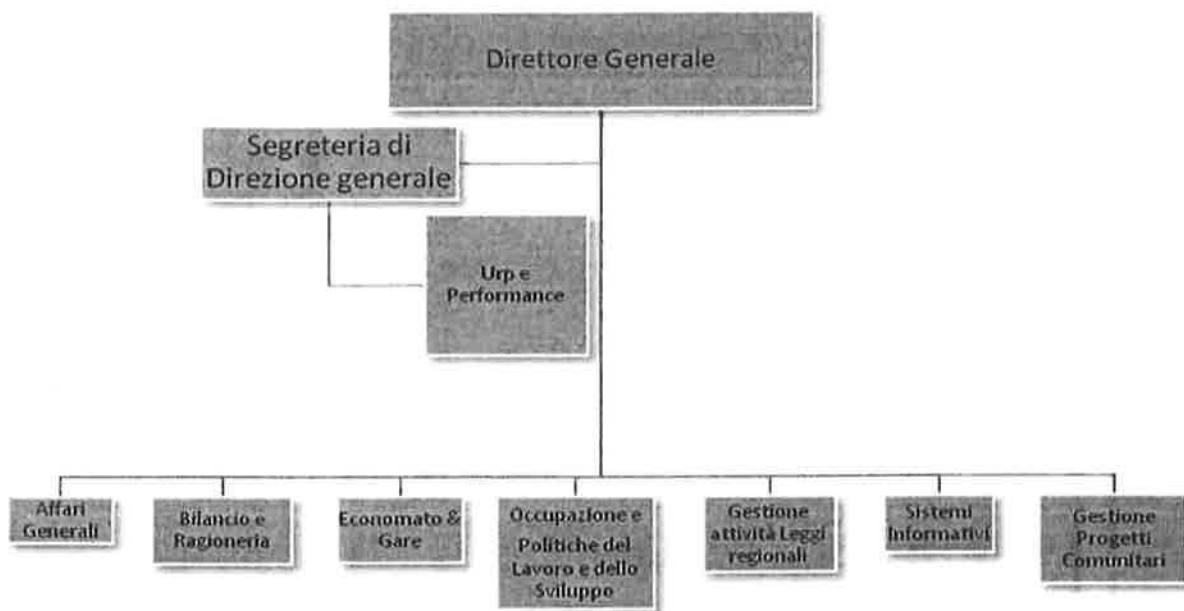 Direttore Generale
Segreteria di
Direzione generale
Urp e
Performance
Affari
Generali
Bilancio e
Ragioneria
Economato &
Gare
Occupazione e
Politiche del
Lavoro e dello
Sviluppo
Gestione
attività Leggi
regionali
Sistemi
Informativi
Gestione
Progetti
Comunitari